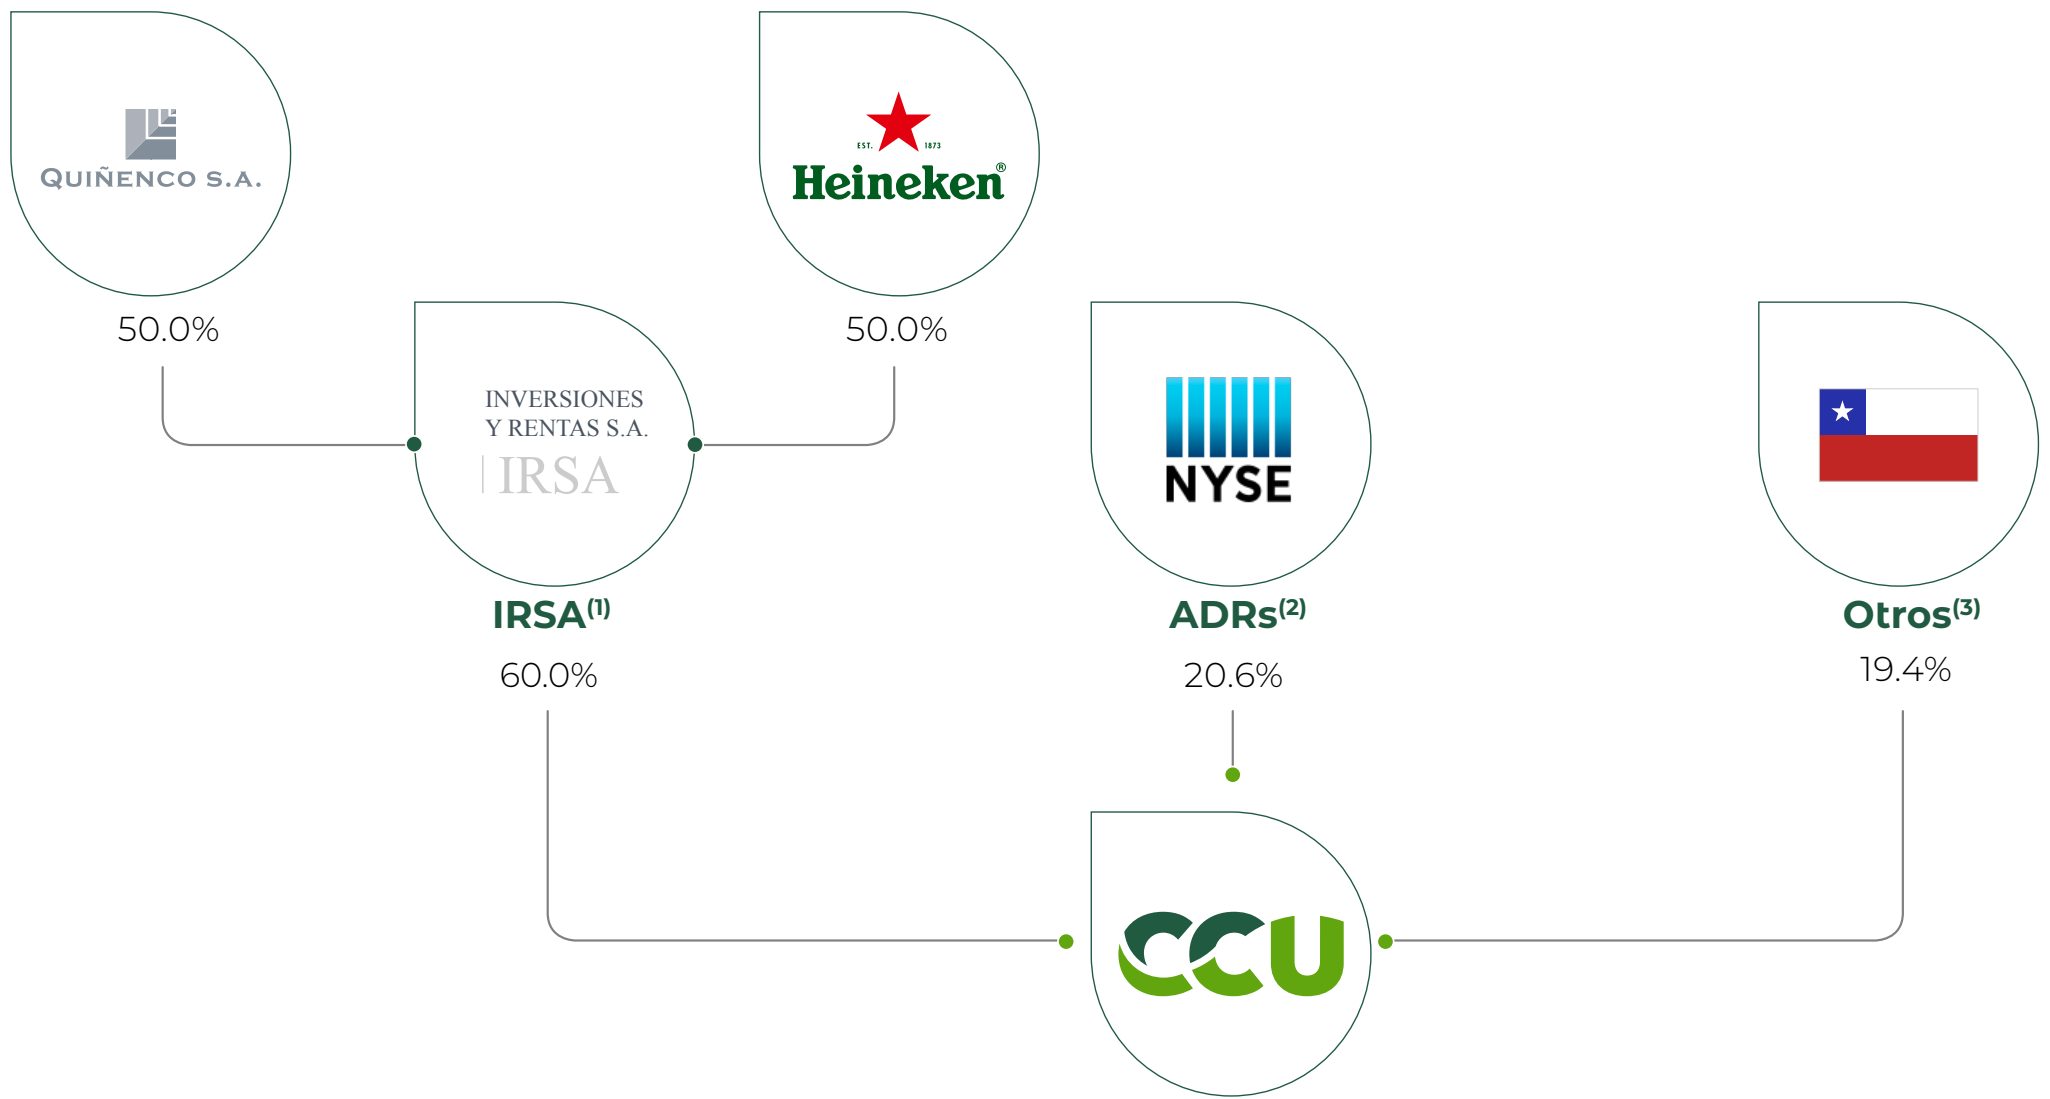 QUIÑENCO S.A.
EST. 1873
Heineken®
50.0%
50.0%
INVERSIONES
Y RENTAS S.A.
IRSA
NYSE
IRSA(1)
ADRs(2)
Otros(3)
60.0%
20.6%
19.4%
CCU